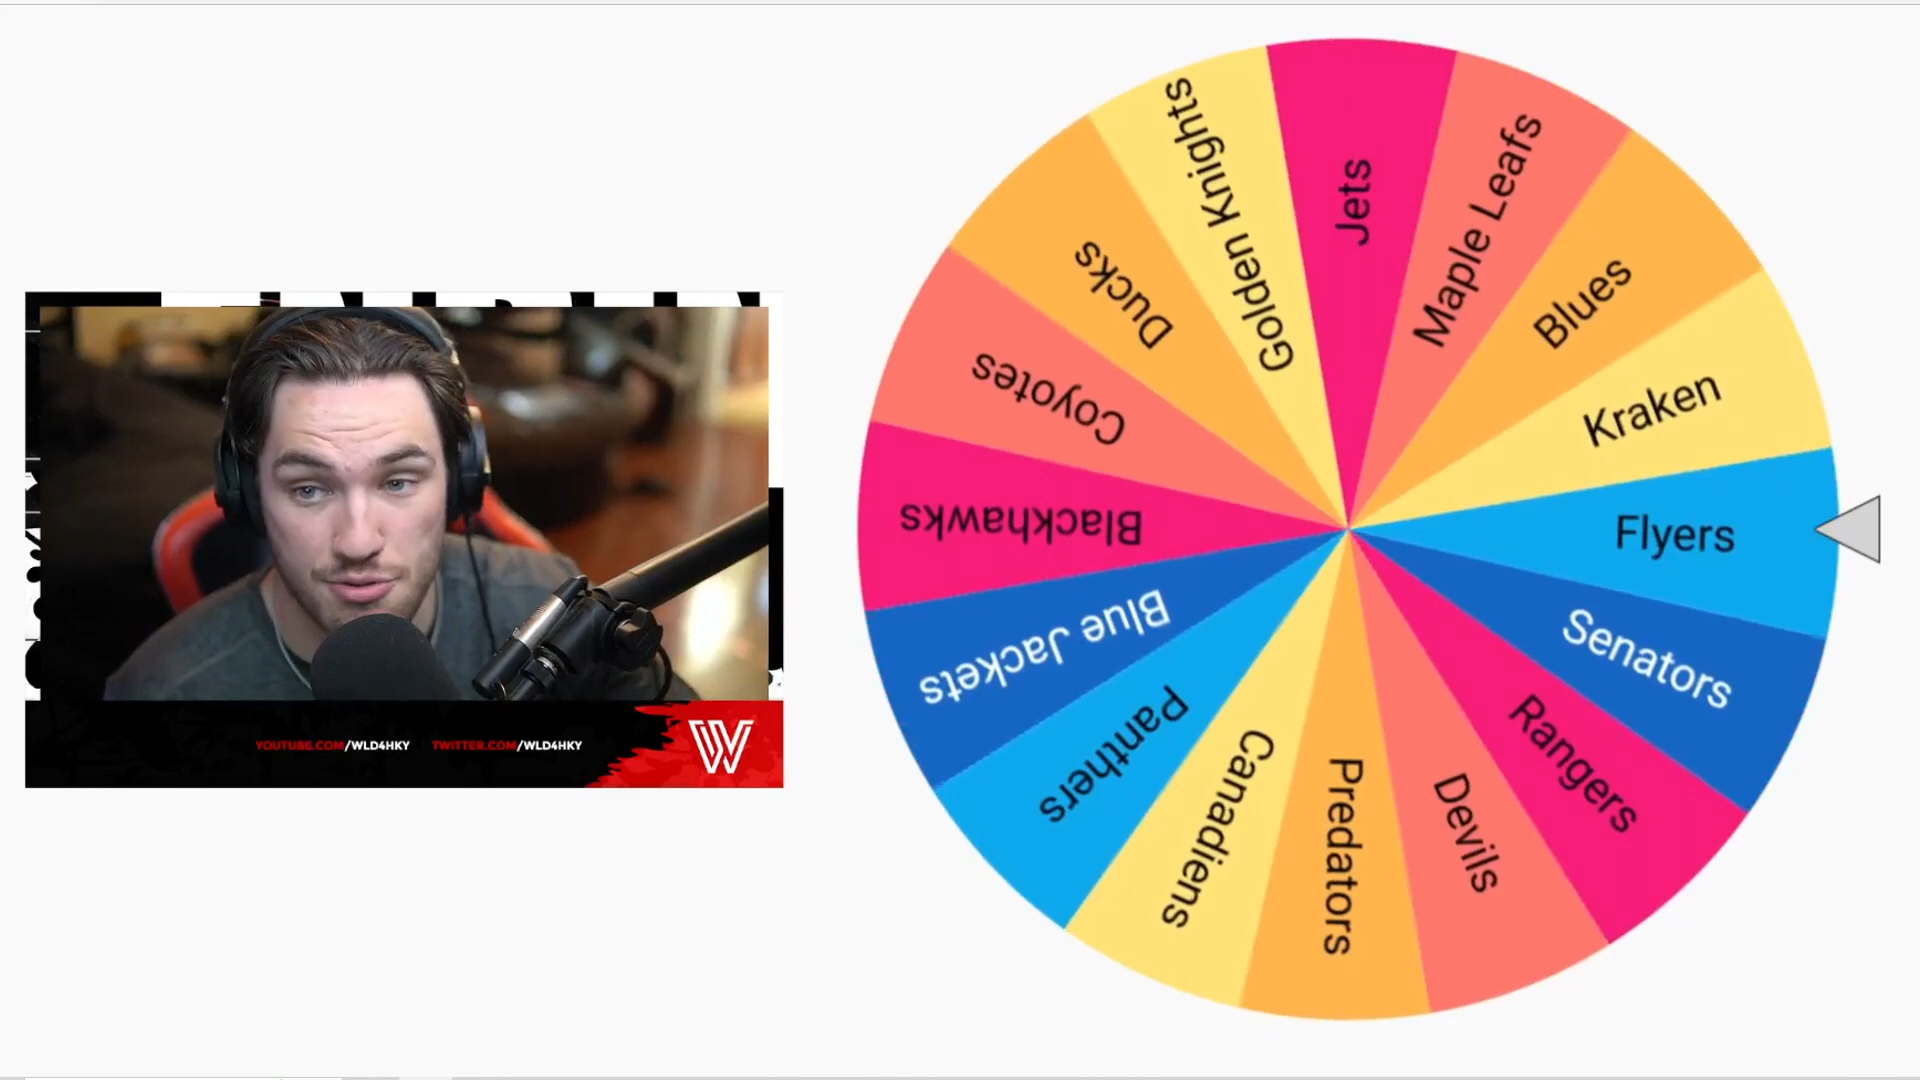 Jets
Maple Leafs
Blues
Kraken
Flyers
Senators
Rangers
Devils
Predators
Canadiens
Panthers
Blue Jackets
Blackhawks
Coyotes
Ducks
Golden Knights
YOUTUBE.COM/WLD4HKY TWITTER.COM/WLD4HKY
W